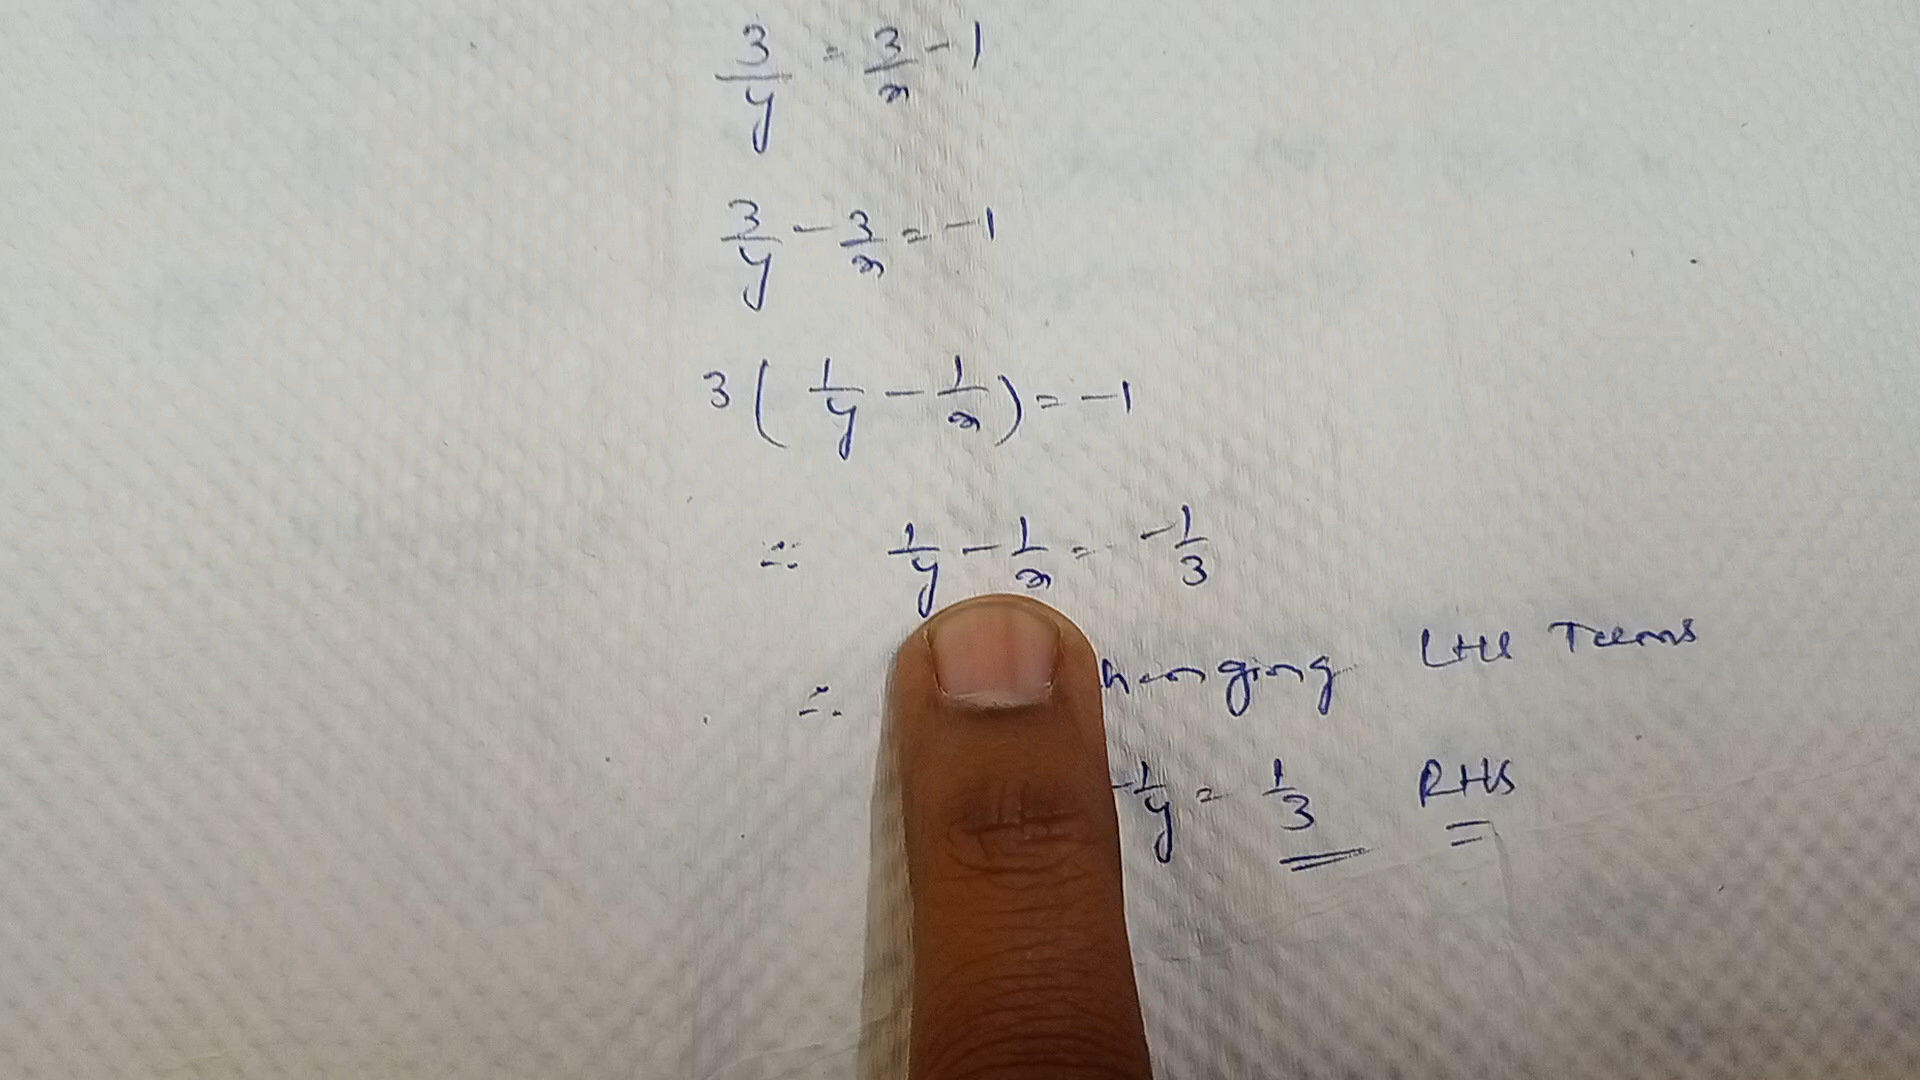 3/y = 3/x - 1
3/y - 3/x = -1
3 ( 1/y - 1/x ) = -1
∴ 1/y - 1/x = -1/3
∴ hanging LHS Terms
- 1/y = 1/3 RHS